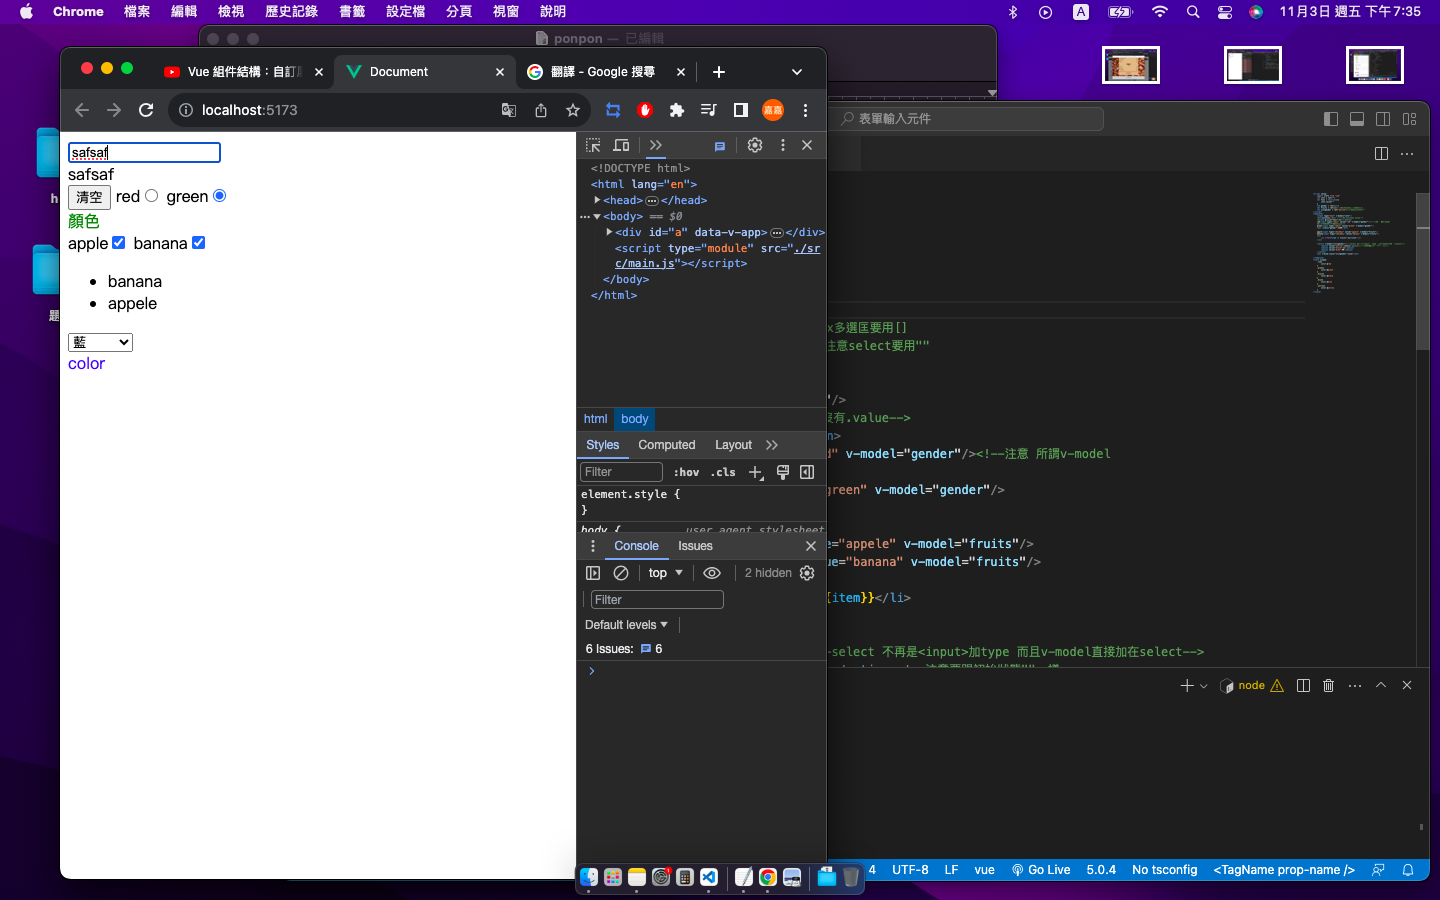 Chrome 檔案 編輯 檢視 歷史記錄 書籤 設定檔 分頁 視窗 說明 A 11月3日 週五 下午7:35
ponpon — 已編輯
Vue 組件結構：自訂 Document 翻譯 - Google 搜尋
localhost:5173 嘉嘉
表單輸入元件
safsaf
safsaf
清空 red green
顏色
apple banana
banana
appele
藍
color
<!DOCTYPE html>
<html lang="en">
<head> </head>
<body> == $0
<div id="a" data-v-app> </div>
<script type="module" src="./sr
c/main.js"></script>
</body>
</html>
html body
Styles Computed Layout
Filter :hov .cls
element.style {
}
body { user agent stylesheet
Console Issues
top 2 hidden
Filter
Default levels
6 Issues: 6
x多選匡要用[]
注意select要用""
"/>
沒有.value-->
n>
d" v-model="gender"/><!--注意 所謂v-model
green" v-model="gender"/>
e="appele" v-model="fruits"/>
ue="banana" v-model="fruits"/>
{item}}</li>
-select 不再是<input>加type 而且v-model直接加在select-->
node
4 UTF-8 LF vue Go Live 5.0.4 No tsconfig <TagName prop-name />